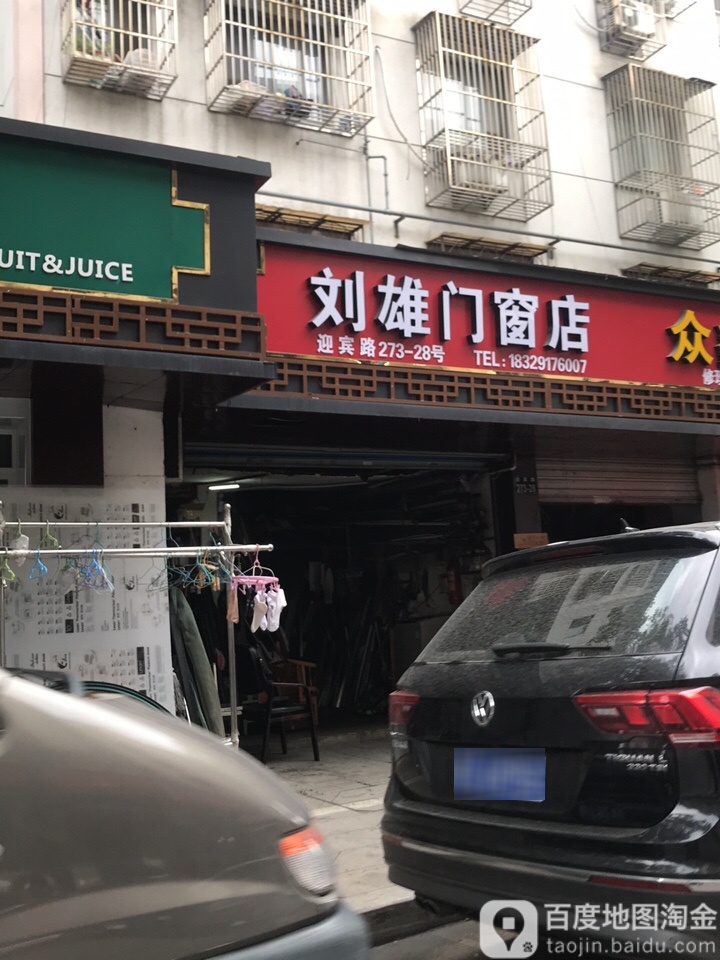 UIT&JUICE
刘雄门窗店
迎宾路273-28号 TEL:18329176007
众
修
TIGUAN L
百度地图淘金
taojin.baidu.com